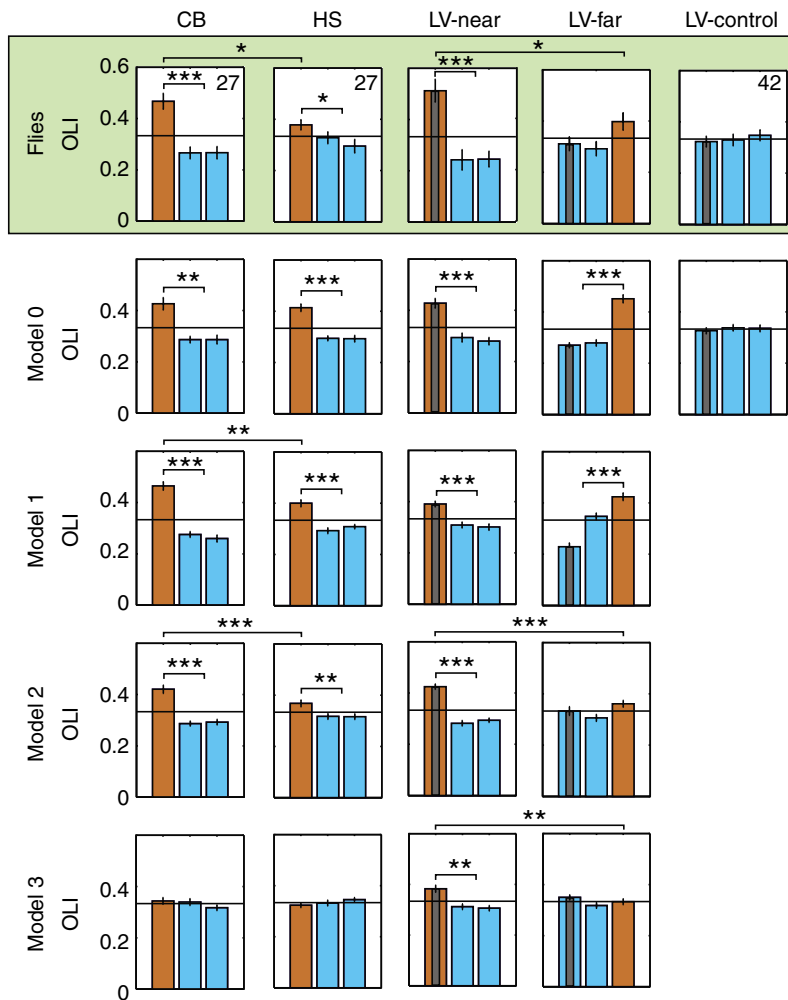 CB HS LV-near LV-far LV-control
* *
0.6 *** 27 * 27 *** 42
0.4
Flies
OLI
0.2
0
** *** *** ***
0.4
Model 0
OLI
0.2
0
**
*** *** *** ***
0.4
Model 1
OLI
0.2
0
*** ***
*** ** ***
0.4
Model 2
OLI
0.2
0
**
**
0.4
Model 3
OLI
0.2
0